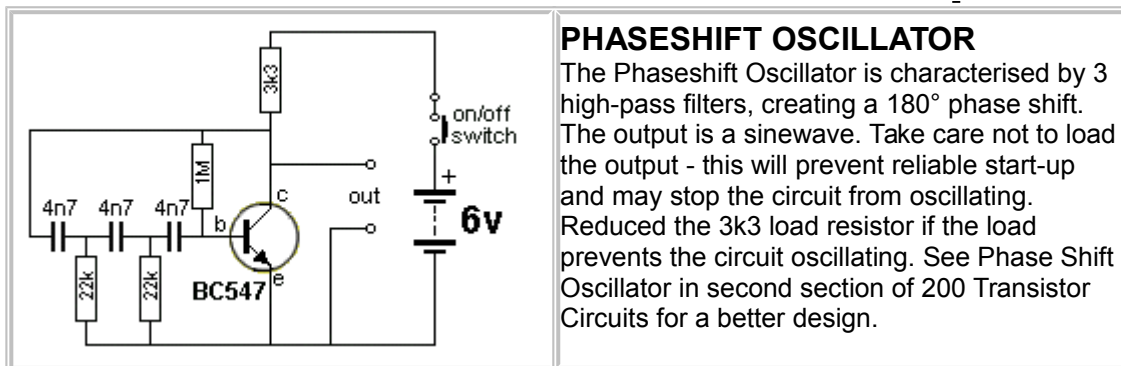 3k3
on/off
switch
1M
+
c
out
4n7 4n7 4n7
b
6v
22k
22k
BC547
e
PHASESHIFT OSCILLATOR
The Phaseshift Oscillator is characterised by 3
high-pass filters, creating a 180° phase shift.
The output is a sinewave. Take care not to load
the output - this will prevent reliable start-up
and may stop the circuit from oscillating.
Reduced the 3k3 load resistor if the load
prevents the circuit oscillating. See Phase Shift
Oscillator in second section of 200 Transistor
Circuits for a better design.